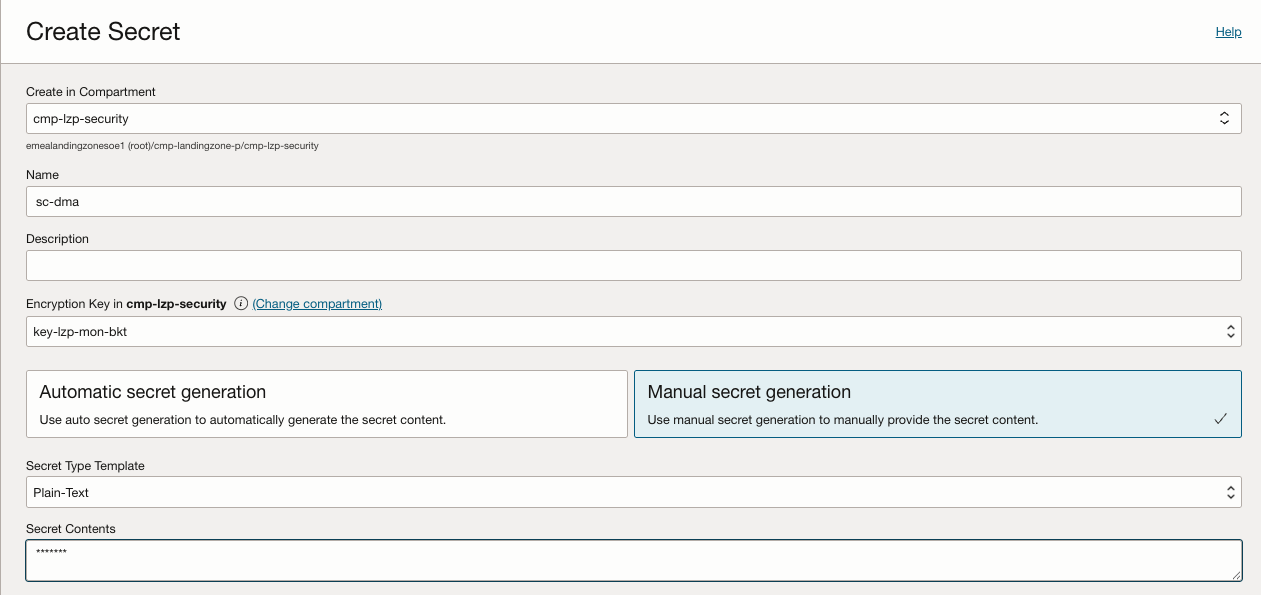 Create Secret
Help
Create in Compartment
cmp-lzp-security
emealandingzonesoe1 (root)/cmp-landingzone-p/cmp-lzp-security
Name
sc-dma
Description
Encryption Key in cmp-lzp-security i (Change compartment)
key-lzp-mon-bkt
Automatic secret generation
Use auto secret generation to automatically generate the secret content.
Manual secret generation
Use manual secret generation to manually provide the secret content.
Secret Type Template
Plain-Text
Secret Contents
*******